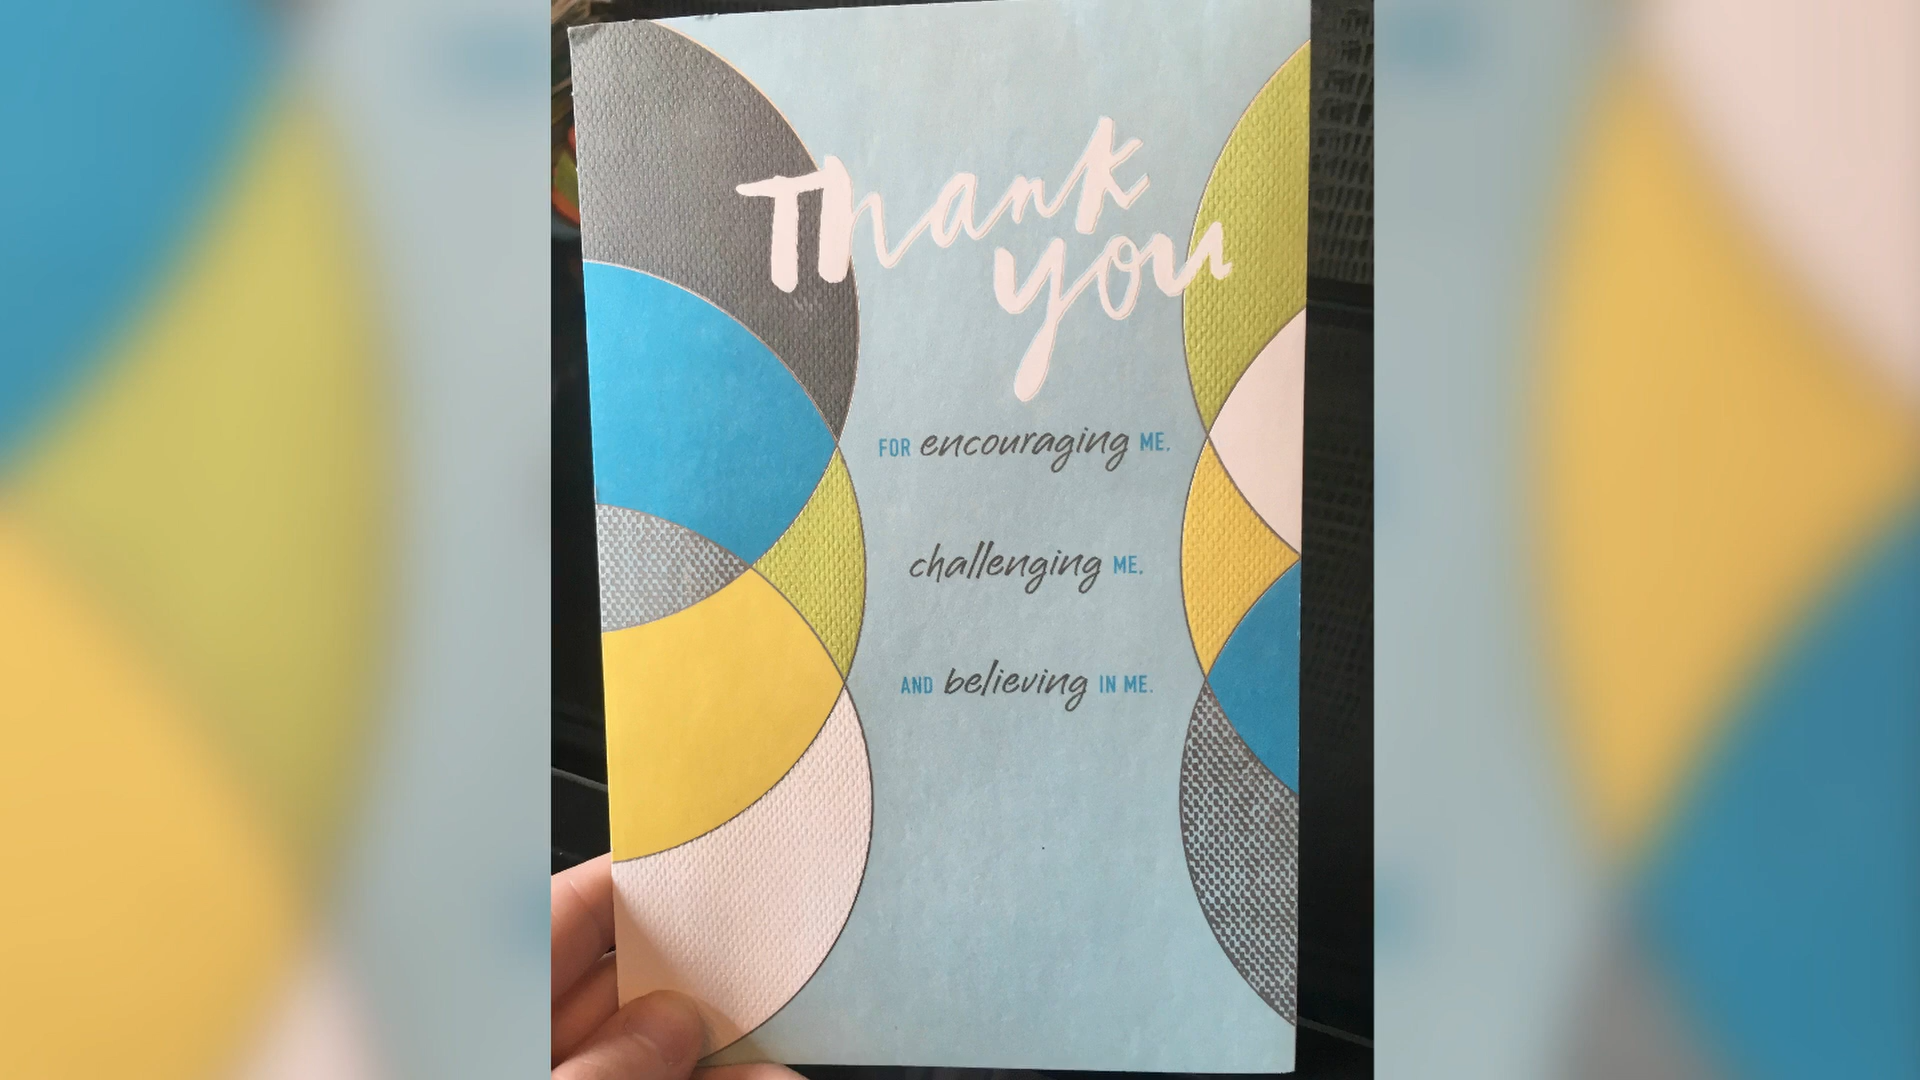 Thank
you
FOR encouraging ME.
challenging ME.
AND believing IN ME.